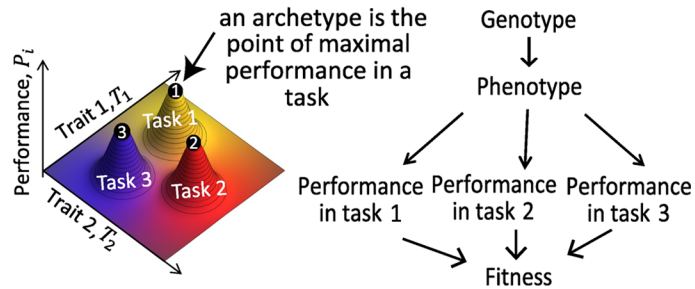 an archetype is the
point of maximal
performance in a
task
Performance, P_i
Trait 1, T_1
Trait 2, T_2
1
Task 1
3
Task 3
2
Task 2
Genotype
Phenotype
Performance
in task 1
Performance
in task 2
Performance
in task 3
Fitness